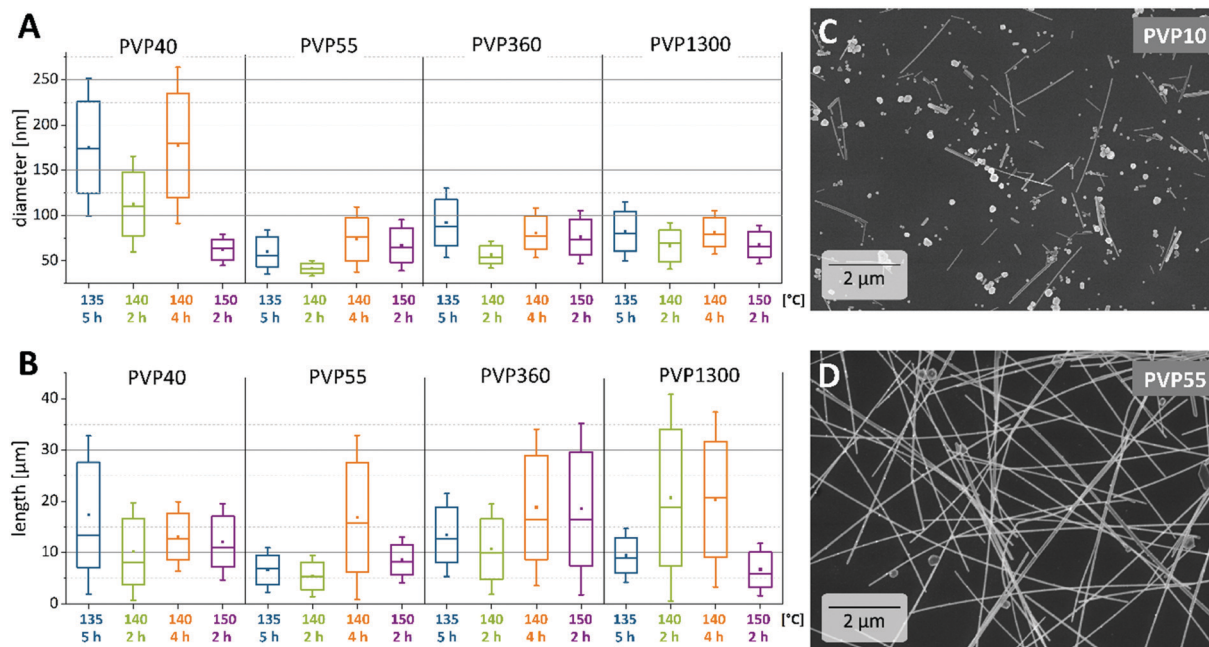 A
PVP40 PVP55 PVP360 PVP1300
diameter [nm]
250
200
150
100
50
135 140 140 150 135 140 140 150 135 140 140 150 135 140 140 150 [°C]
5 h 2 h 4 h 2 h 5 h 2 h 4 h 2 h 5 h 2 h 4 h 2 h 5 h 2 h 4 h 2 h
B
PVP40 PVP55 PVP360 PVP1300
length [µm]
40
30
20
10
0
135 140 140 150 135 140 140 150 135 140 140 150 135 140 140 150 [°C]
5 h 2 h 4 h 2 h 5 h 2 h 4 h 2 h 5 h 2 h 4 h 2 h 5 h 2 h 4 h 2 h
C
PVP10
2 µm
D
PVP55
2 µm